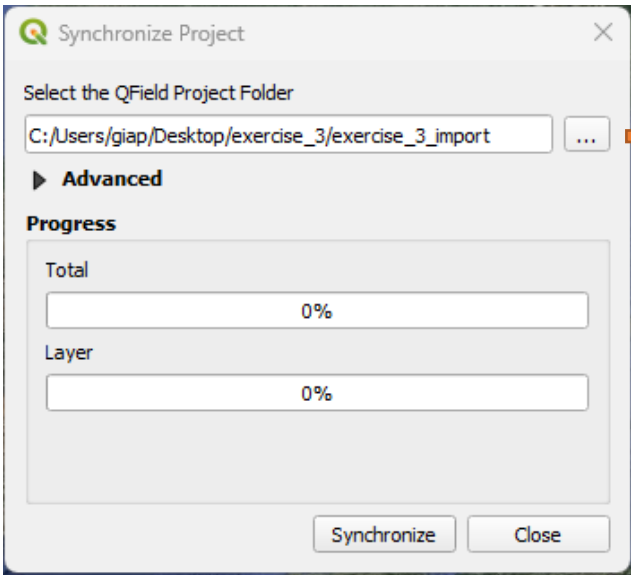 Synchronize Project
Select the QField Project Folder
C:/Users/giap/Desktop/exercise_3/exercise_3_import ...
Advanced
Progress
Total
0%
Layer
0%
Synchronize Close